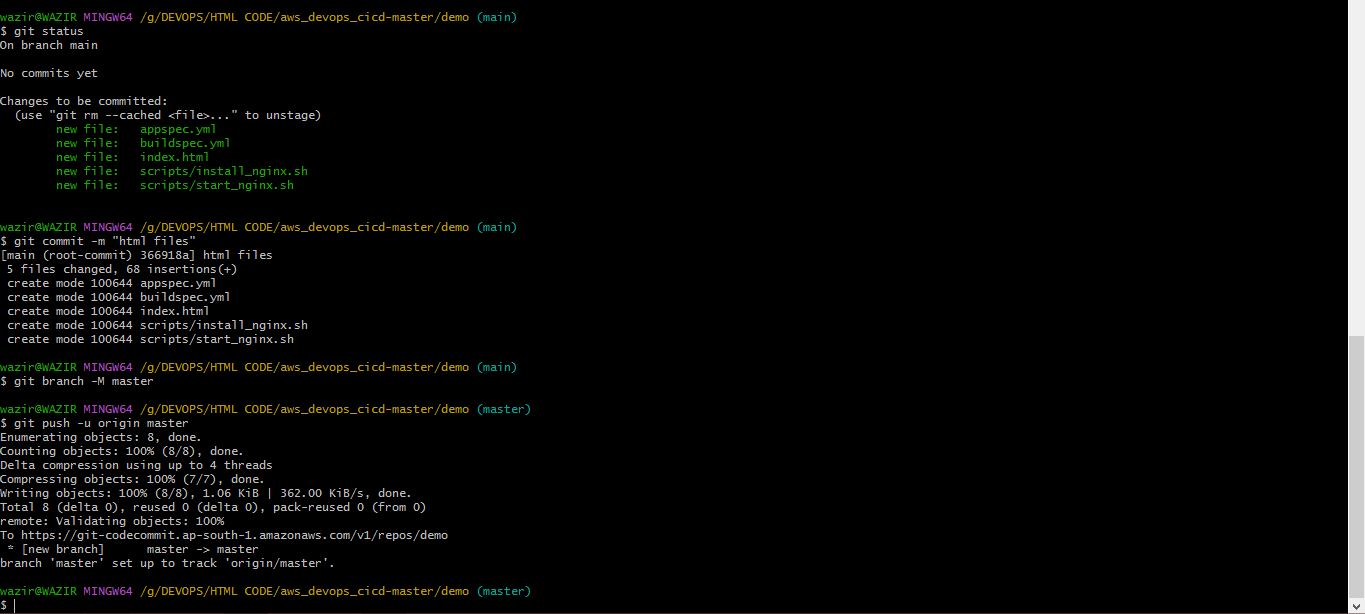 wazir@WAZIR MINGW64 /g/DEVOPS/HTML CODE/aws_devops_cicd-master/demo (main)
$ git status
On branch main
No commits yet
Changes to be committed:
  (use "git rm --cached <file>..." to unstage)
        new file:   appspec.yml
        new file:   buildspec.yml
        new file:   index.html
        new file:   scripts/install_nginx.sh
        new file:   scripts/start_nginx.sh
wazir@WAZIR MINGW64 /g/DEVOPS/HTML CODE/aws_devops_cicd-master/demo (main)
$ git commit -m "html files"
[main (root-commit) 366918a] html files
 5 files changed, 68 insertions(+)
 create mode 100644 appspec.yml
 create mode 100644 buildspec.yml
 create mode 100644 index.html
 create mode 100644 scripts/install_nginx.sh
 create mode 100644 scripts/start_nginx.sh
wazir@WAZIR MINGW64 /g/DEVOPS/HTML CODE/aws_devops_cicd-master/demo (main)
$ git branch -M master
wazir@WAZIR MINGW64 /g/DEVOPS/HTML CODE/aws_devops_cicd-master/demo (master)
$ git push -u origin master
Enumerating objects: 8, done.
Counting objects: 100% (8/8), done.
Delta compression using up to 4 threads
Compressing objects: 100% (7/7), done.
Writing objects: 100% (8/8), 1.06 KiB | 362.00 KiB/s, done.
Total 8 (delta 0), reused 0 (delta 0), pack-reused 0 (from 0)
remote: Validating objects: 100%
To https://git-codecommit.ap-south-1.amazonaws.com/v1/repos/demo
 * [new branch]      master -> master
branch 'master' set up to track 'origin/master'.
wazir@WAZIR MINGW64 /g/DEVOPS/HTML CODE/aws_devops_cicd-master/demo (master)
$